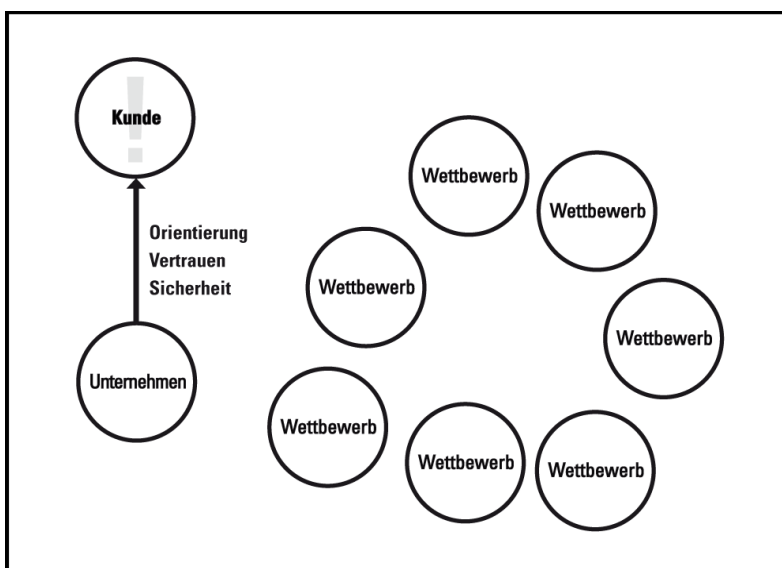 Kunde
!
Orientierung
Vertrauen
Sicherheit
Unternehmen
Wettbewerb
Wettbewerb
Wettbewerb
Wettbewerb
Wettbewerb
Wettbewerb
Wettbewerb